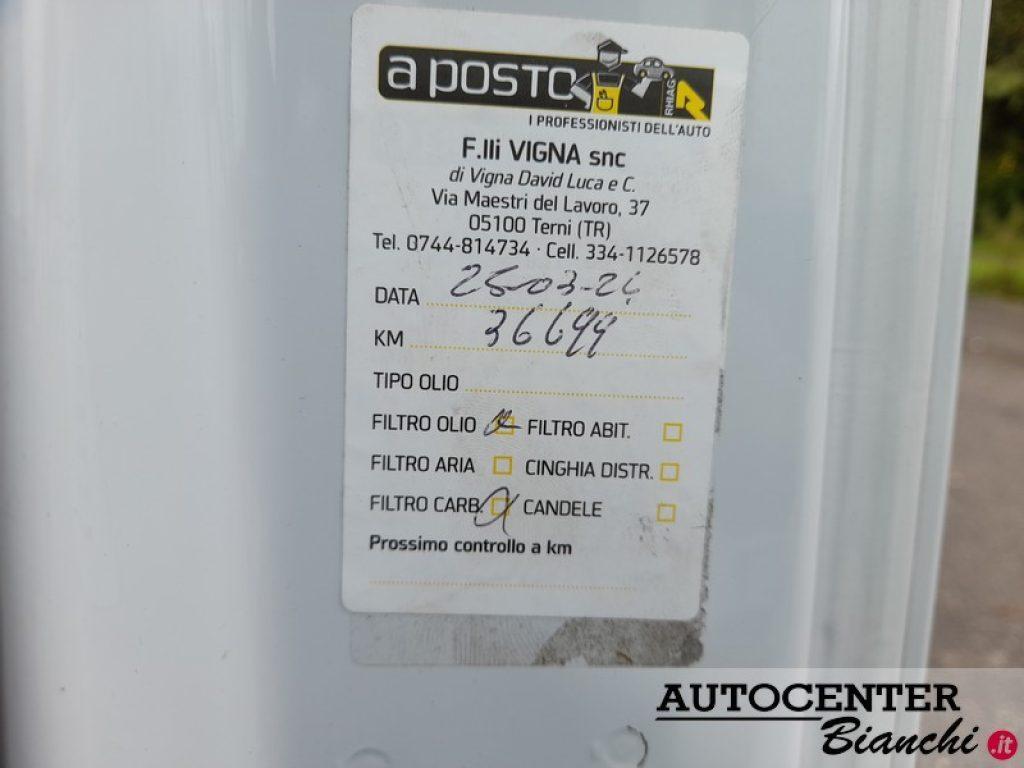 a POSTO
RHIAG
I PROFESSIONISTI DELL'AUTO
F.lli VIGNA snc
di Vigna David Luca e C.
Via Maestri del Lavoro, 37
05100 Terni (TR)
Tel. 0744-814734 · Cell. 334-1126578
DATA 25-03-24
KM 36699
TIPO OLIO
FILTRO OLIO FILTRO ABIT.
FILTRO ARIA CINGHIA DISTR.
FILTRO CARB. CANDELE
Prossimo controllo a km
AUTOCENTER
Bianchi.it